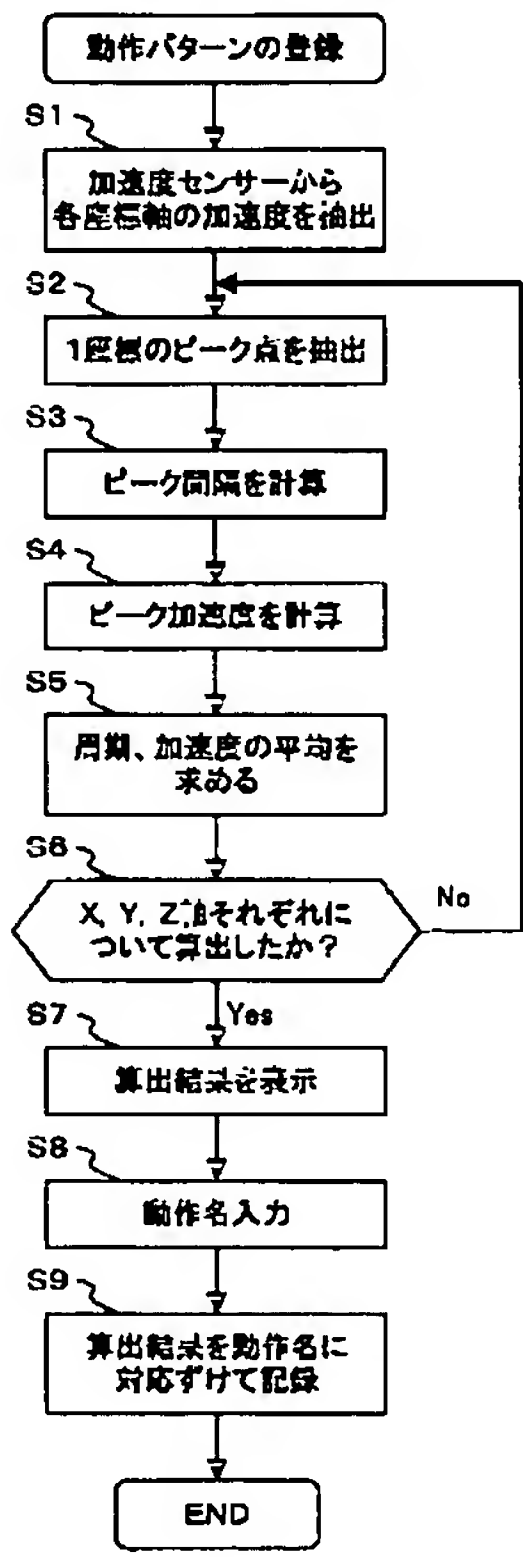 動作パターンの登録
S1
加速度センサーから
各座標軸の加速度を抽出
S2
1座標のピーク点を抽出
S3
ピーク間隔を計算
S4
ピーク加速度を計算
S5
周期、加速度の平均を
求める
S6
X, Y, Z軸それぞれに
ついて算出したか？
No
Yes
S7
算出結果を表示
S8
動作名入力
S9
算出結果を動作名に
対応ずけて記録
END